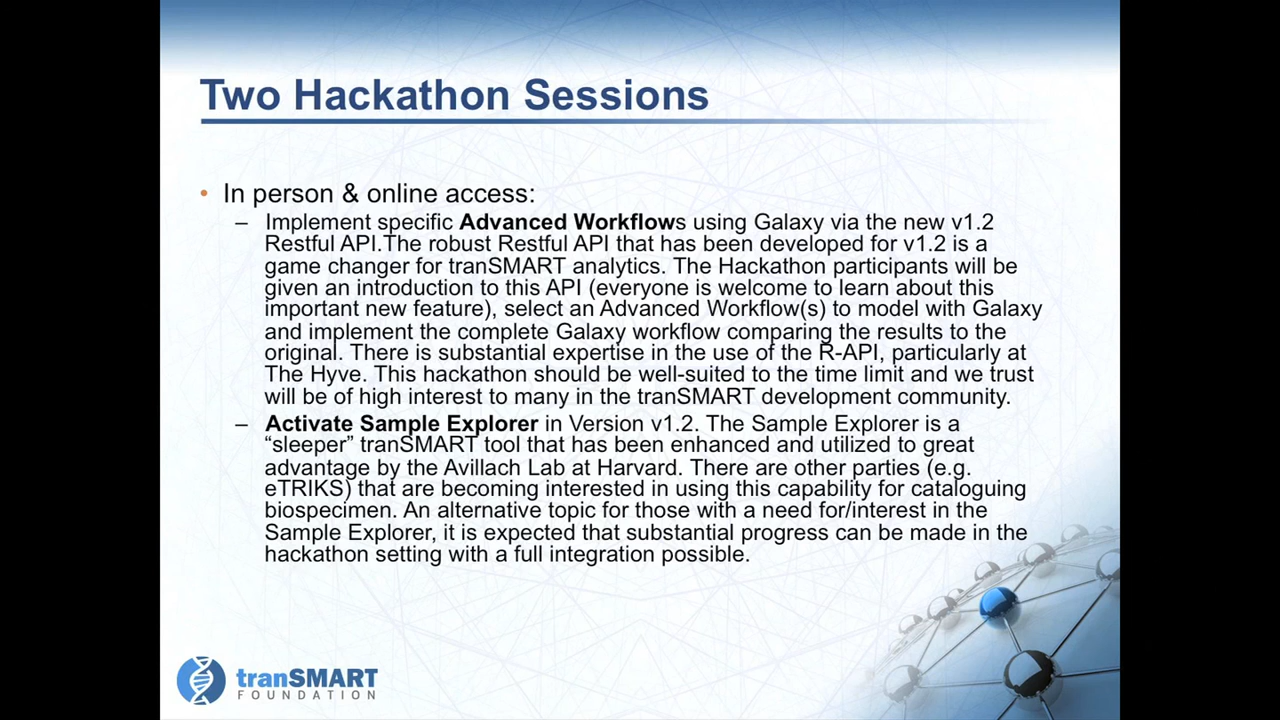 Two Hackathon Sessions
• In person & online access:
– Implement specific Advanced Workflows using Galaxy via the new v1.2
Restful API.The robust Restful API that has been developed for v1.2 is a
game changer for tranSMART analytics. The Hackathon participants will be
given an introduction to this API (everyone is welcome to learn about this
important new feature), select an Advanced Workflow(s) to model with Galaxy
and implement the complete Galaxy workflow comparing the results to the
original. There is substantial expertise in the use of the R-API, particularly at
The Hyve. This hackathon should be well-suited to the time limit and we trust
will be of high interest to many in the tranSMART development community.
– Activate Sample Explorer in Version v1.2. The Sample Explorer is a
“sleeper” tranSMART tool that has been enhanced and utilized to great
advantage by the Avillach Lab at Harvard. There are other parties (e.g.
eTRIKS) that are becoming interested in using this capability for cataloguing
biospecimen. An alternative topic for those with a need for/interest in the
Sample Explorer, it is expected that substantial progress can be made in the
hackathon setting with a full integration possible.
tranSMART
FOUNDATION